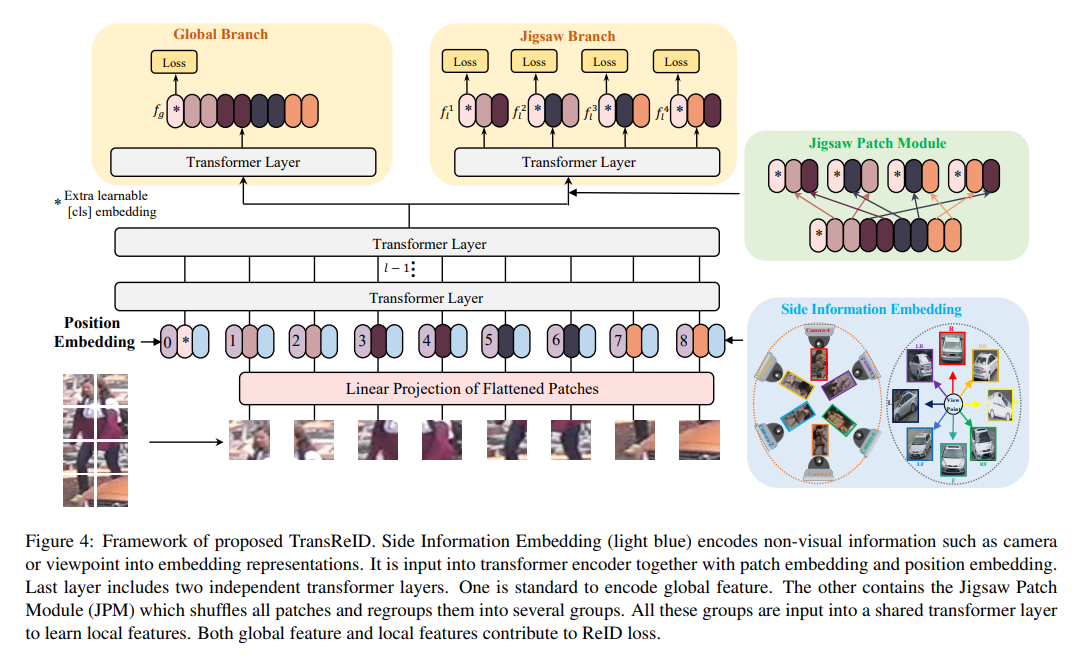 Global Branch
Loss
f_g
*
Transformer Layer
Jigsaw Branch
Loss
Loss
Loss
Loss
f_l^1
*
f_l^2
*
f_l^3
*
f_l^4
*
Transformer Layer
Jigsaw Patch Module
* * * *
*
* Extra learnable
[cls] embedding
Transformer Layer
l − 1
Transformer Layer
Position
Embedding
0 * 1 2 3 4 5 6 7 8
Linear Projection of Flattened Patches
Side Information Embedding
Camera-4
R
LR
View
Point
LF
F
RF
Figure 4: Framework of proposed TransReID. Side Information Embedding (light blue) encodes non-visual information such as camera
or viewpoint into embedding representations. It is input into transformer encoder together with patch embedding and position embedding.
Last layer includes two independent transformer layers. One is standard to encode global feature. The other contains the Jigsaw Patch
Module (JPM) which shuffles all patches and regroups them into several groups. All these groups are input into a shared transformer layer
to learn local features. Both global feature and local features contribute to ReID loss.